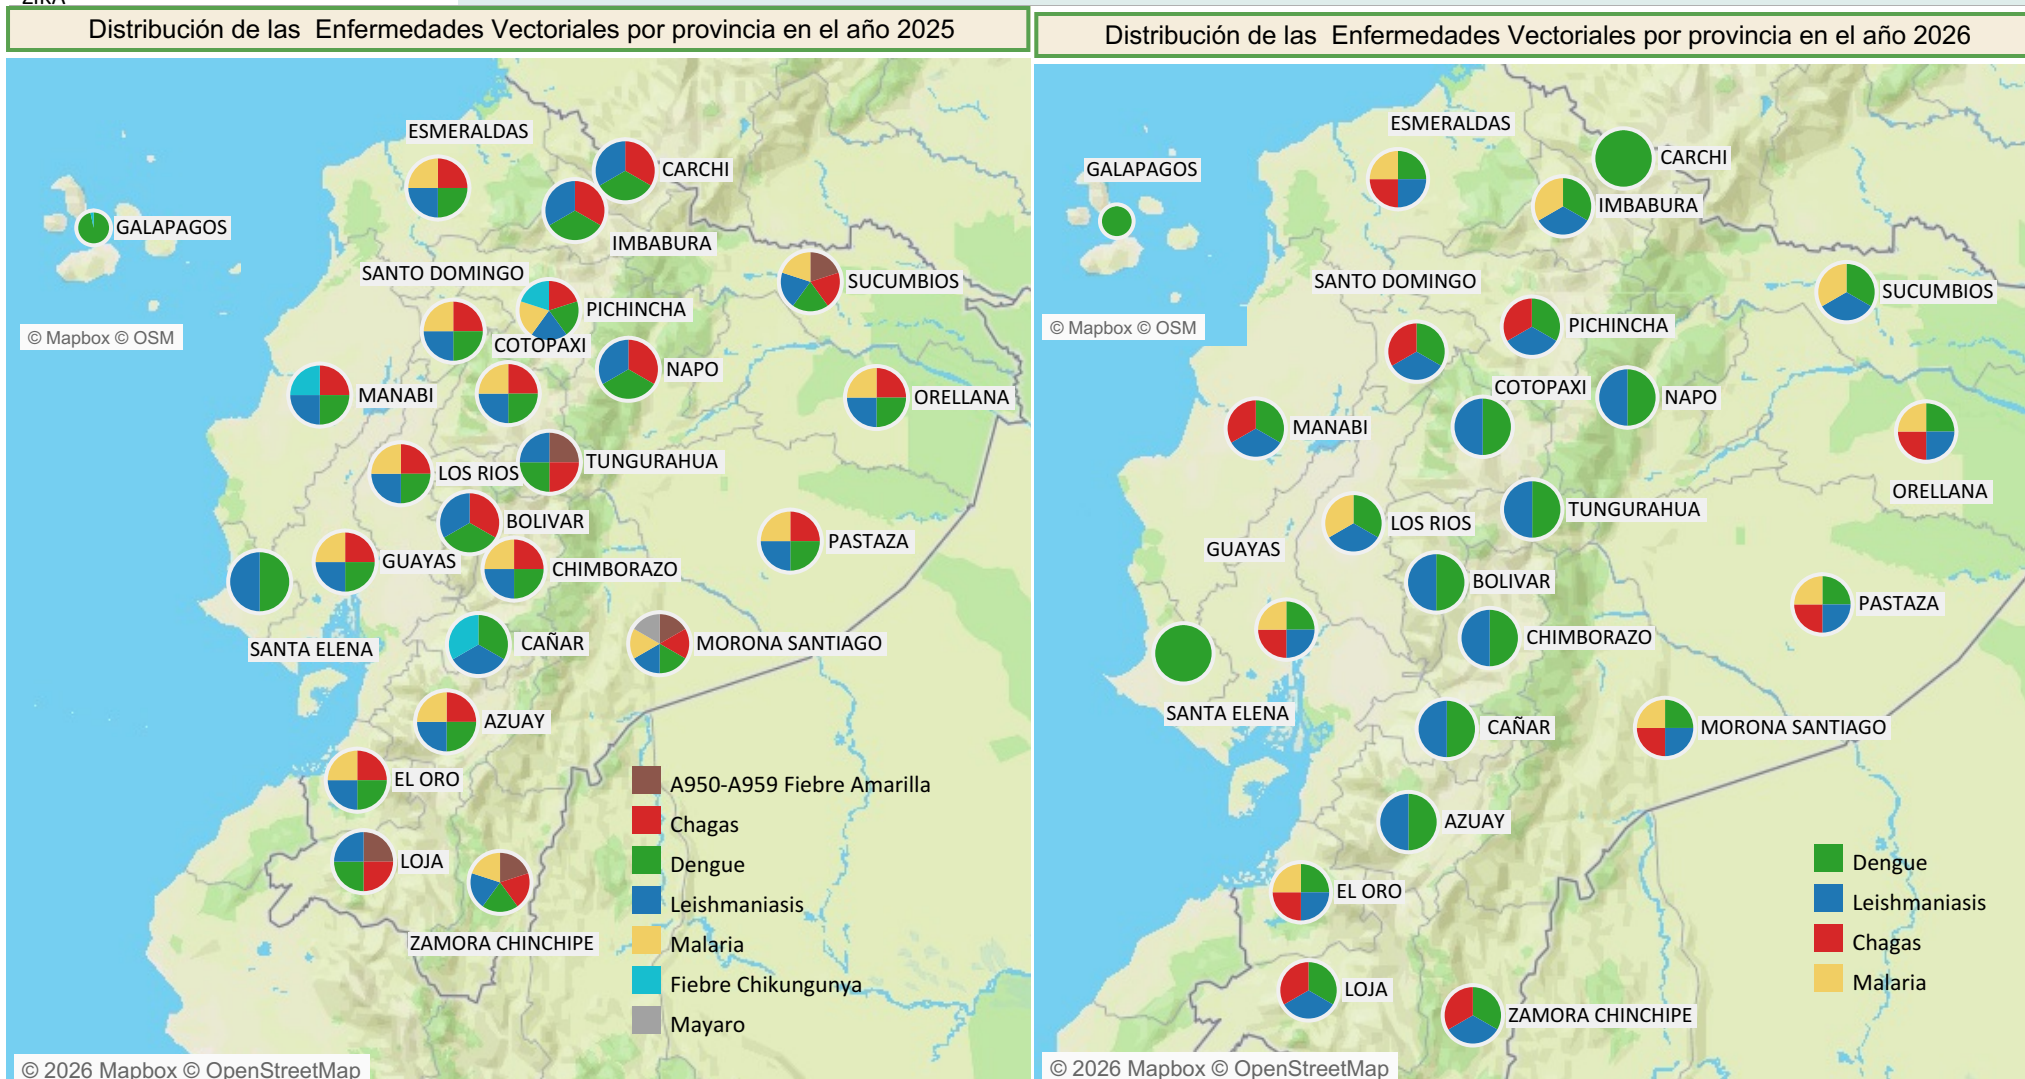 Distribución de las  Enfermedades Vectoriales por provincia en el año 2025
ESMERALDAS
CARCHI
GALAPAGOS
IMBABURA
SANTO DOMINGO
SUCUMBIOS
PICHINCHA
© Mapbox © OSM
COTOPAXI
NAPO
MANABI
ORELLANA
TUNGURAHUA
LOS RIOS
BOLIVAR
PASTAZA
GUAYAS
CHIMBORAZO
CAÑAR
MORONA SANTIAGO
SANTA ELENA
AZUAY
EL ORO
A950-A959 Fiebre Amarilla
Chagas
Dengue
Leishmaniasis
Malaria
Fiebre Chikungunya
Mayaro
LOJA
ZAMORA CHINCHIPE
© 2026 Mapbox © OpenStreetMap
Distribución de las  Enfermedades Vectoriales por provincia en el año 2026
ESMERALDAS
CARCHI
GALAPAGOS
IMBABURA
SANTO DOMINGO
SUCUMBIOS
PICHINCHA
© Mapbox © OSM
COTOPAXI
NAPO
MANABI
ORELLANA
TUNGURAHUA
LOS RIOS
GUAYAS
BOLIVAR
PASTAZA
CHIMBORAZO
SANTA ELENA
CAÑAR
MORONA SANTIAGO
AZUAY
EL ORO
Dengue
Leishmaniasis
Chagas
Malaria
LOJA
ZAMORA CHINCHIPE
© 2026 Mapbox © OpenStreetMap